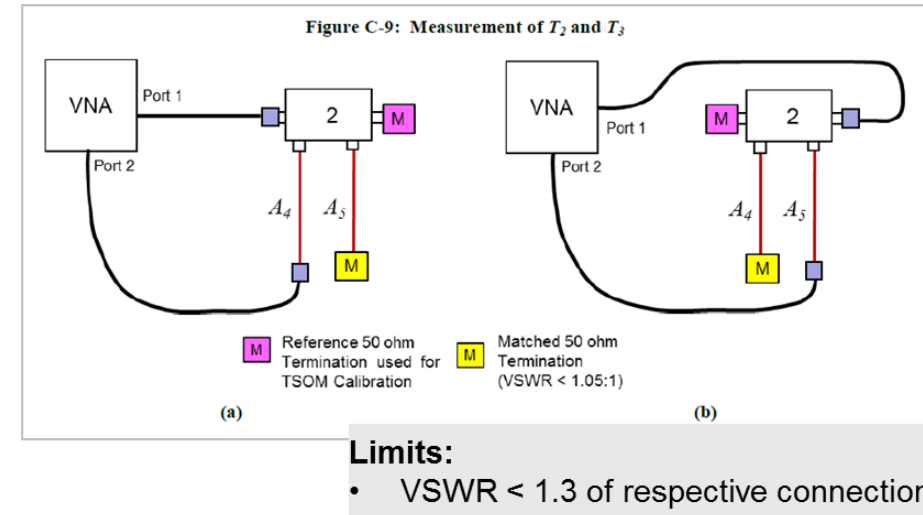 Figure C-9: Measurement of T2 and T3
VNA
Port 1
Port 2
2
M
A4
A5
M
(a)
VNA
Port 1
Port 2
M
2
A4
A5
M
(b)
M
Reference 50 ohm
Termination used for
TSOM Calibration
M
Matched 50 ohm
Termination
(VSWR < 1.05:1)
Limits:
• VSWR < 1.3 of respective connection